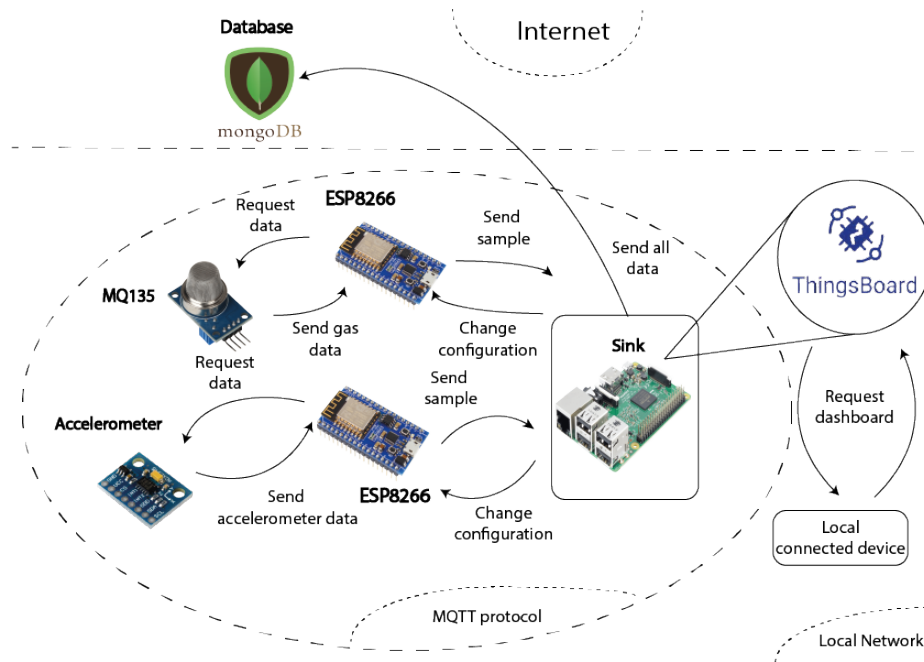 Database
Internet
mongoDB
ESP8266
Request
data
Send
sample
Send all
data
ThingsBoard
MQ135
Send gas
data
Change
configuration
Sink
Request
data
Send
sample
Request
dashboard
Accelerometer
Send
accelerometer data
ESP8266
Change
configuration
Local
connected device
MQTT protocol
Local Network